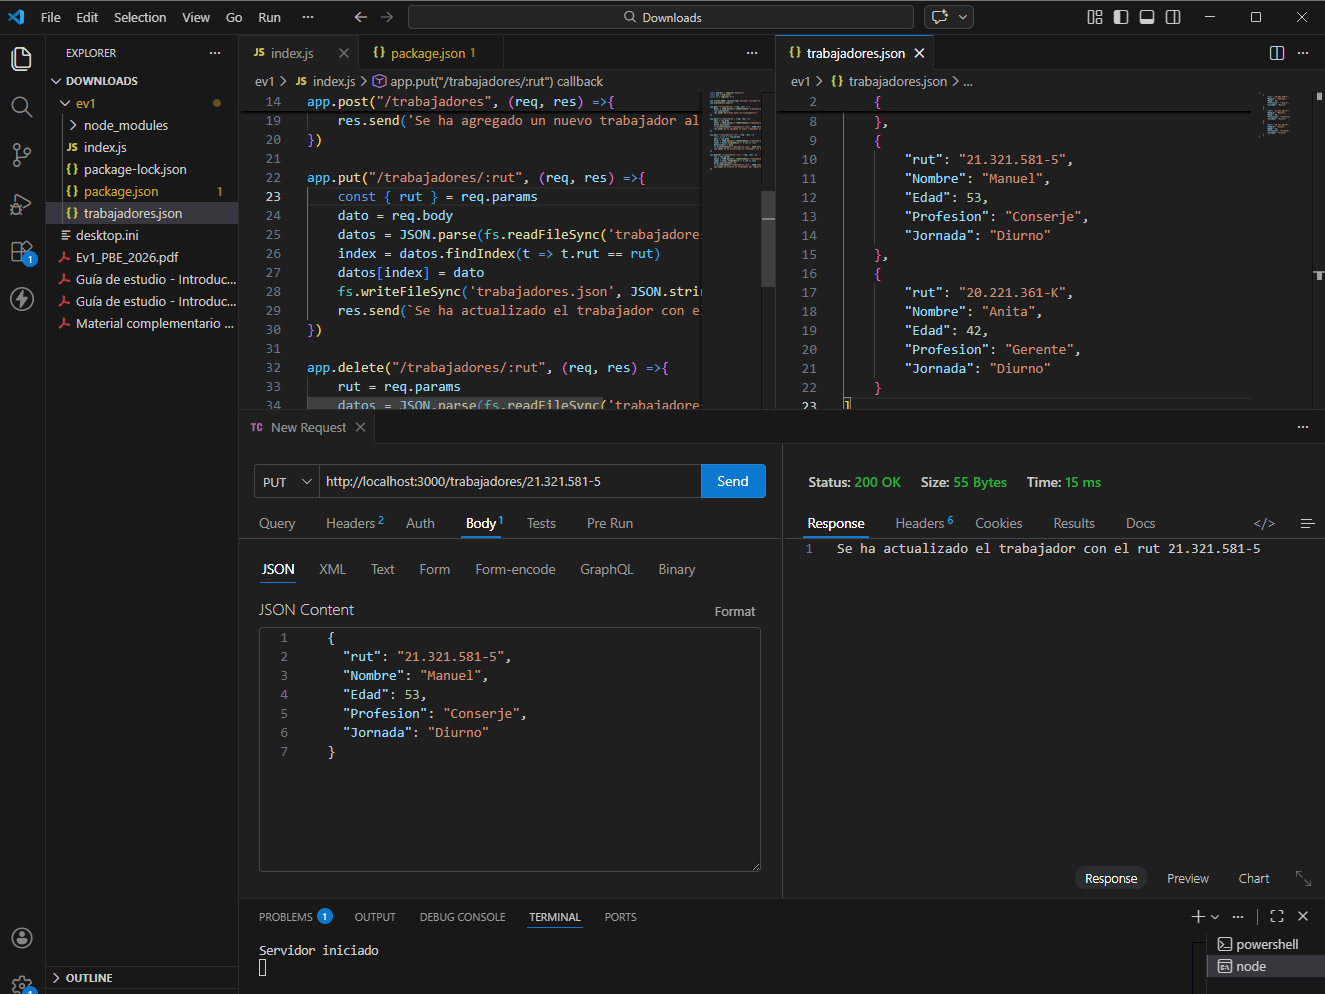 File Edit Selection View Go Run ··· Downloads
EXPLORER
DOWNLOADS
ev1
node_modules
index.js
package-lock.json
package.json 1
trabajadores.json
desktop.ini
Ev1_PBE_2026.pdf
Guía de estudio - Introduc...
Guía de estudio - Introduc...
Material complementario ...
OUTLINE
1
JS index.js
{} package.json 1
ev1 > JS index.js > app.put("/trabajadores/:rut") callback
14 app.post("/trabajadores", (req, res) =>{
19 res.send('Se ha agregado un nuevo trabajador al
20 })
21
22 app.put("/trabajadores/:rut", (req, res) =>{
23 const { rut } = req.params
24 dato = req.body
25 datos = JSON.parse(fs.readFileSync('trabajadores
26 index = datos.findIndex(t => t.rut == rut)
27 datos[index] = dato
28 fs.writeFileSync('trabajadores.json', JSON.strin
29 res.send(`Se ha actualizado el trabajador con el
30 })
31
32 app.delete("/trabajadores/:rut", (req, res) =>{
33 rut = req.params
34 datos = JSON.parse(fs.readFileSync('trabajadores
{} trabajadores.json
ev1 > {} trabajadores.json > ...
2 {
8 },
9 {
10 "rut": "21.321.581-5",
11 "Nombre": "Manuel",
12 "Edad": 53,
13 "Profesion": "Conserje",
14 "Jornada": "Diurno"
15 },
16 {
17 "rut": "20.221.361-K",
18 "Nombre": "Anita",
19 "Edad": 42,
20 "Profesion": "Gerente",
21 "Jornada": "Diurno"
22 }
23 ]
TC New Request
PUT http://localhost:3000/trabajadores/21.321.581-5 Send
Query Headers 2 Auth Body 1 Tests Pre Run
JSON XML Text Form Form-encode GraphQL Binary
JSON Content Format
1 {
2 "rut": "21.321.581-5",
3 "Nombre": "Manuel",
4 "Edad": 53,
5 "Profesion": "Conserje",
6 "Jornada": "Diurno"
7 }
Status: 200 OK Size: 55 Bytes Time: 15 ms
Response Headers 6 Cookies Results Docs </>
1 Se ha actualizado el trabajador con el rut 21.321.581-5
Response Preview Chart
PROBLEMS 1 OUTPUT DEBUG CONSOLE TERMINAL PORTS
Servidor iniciado
powershell
node